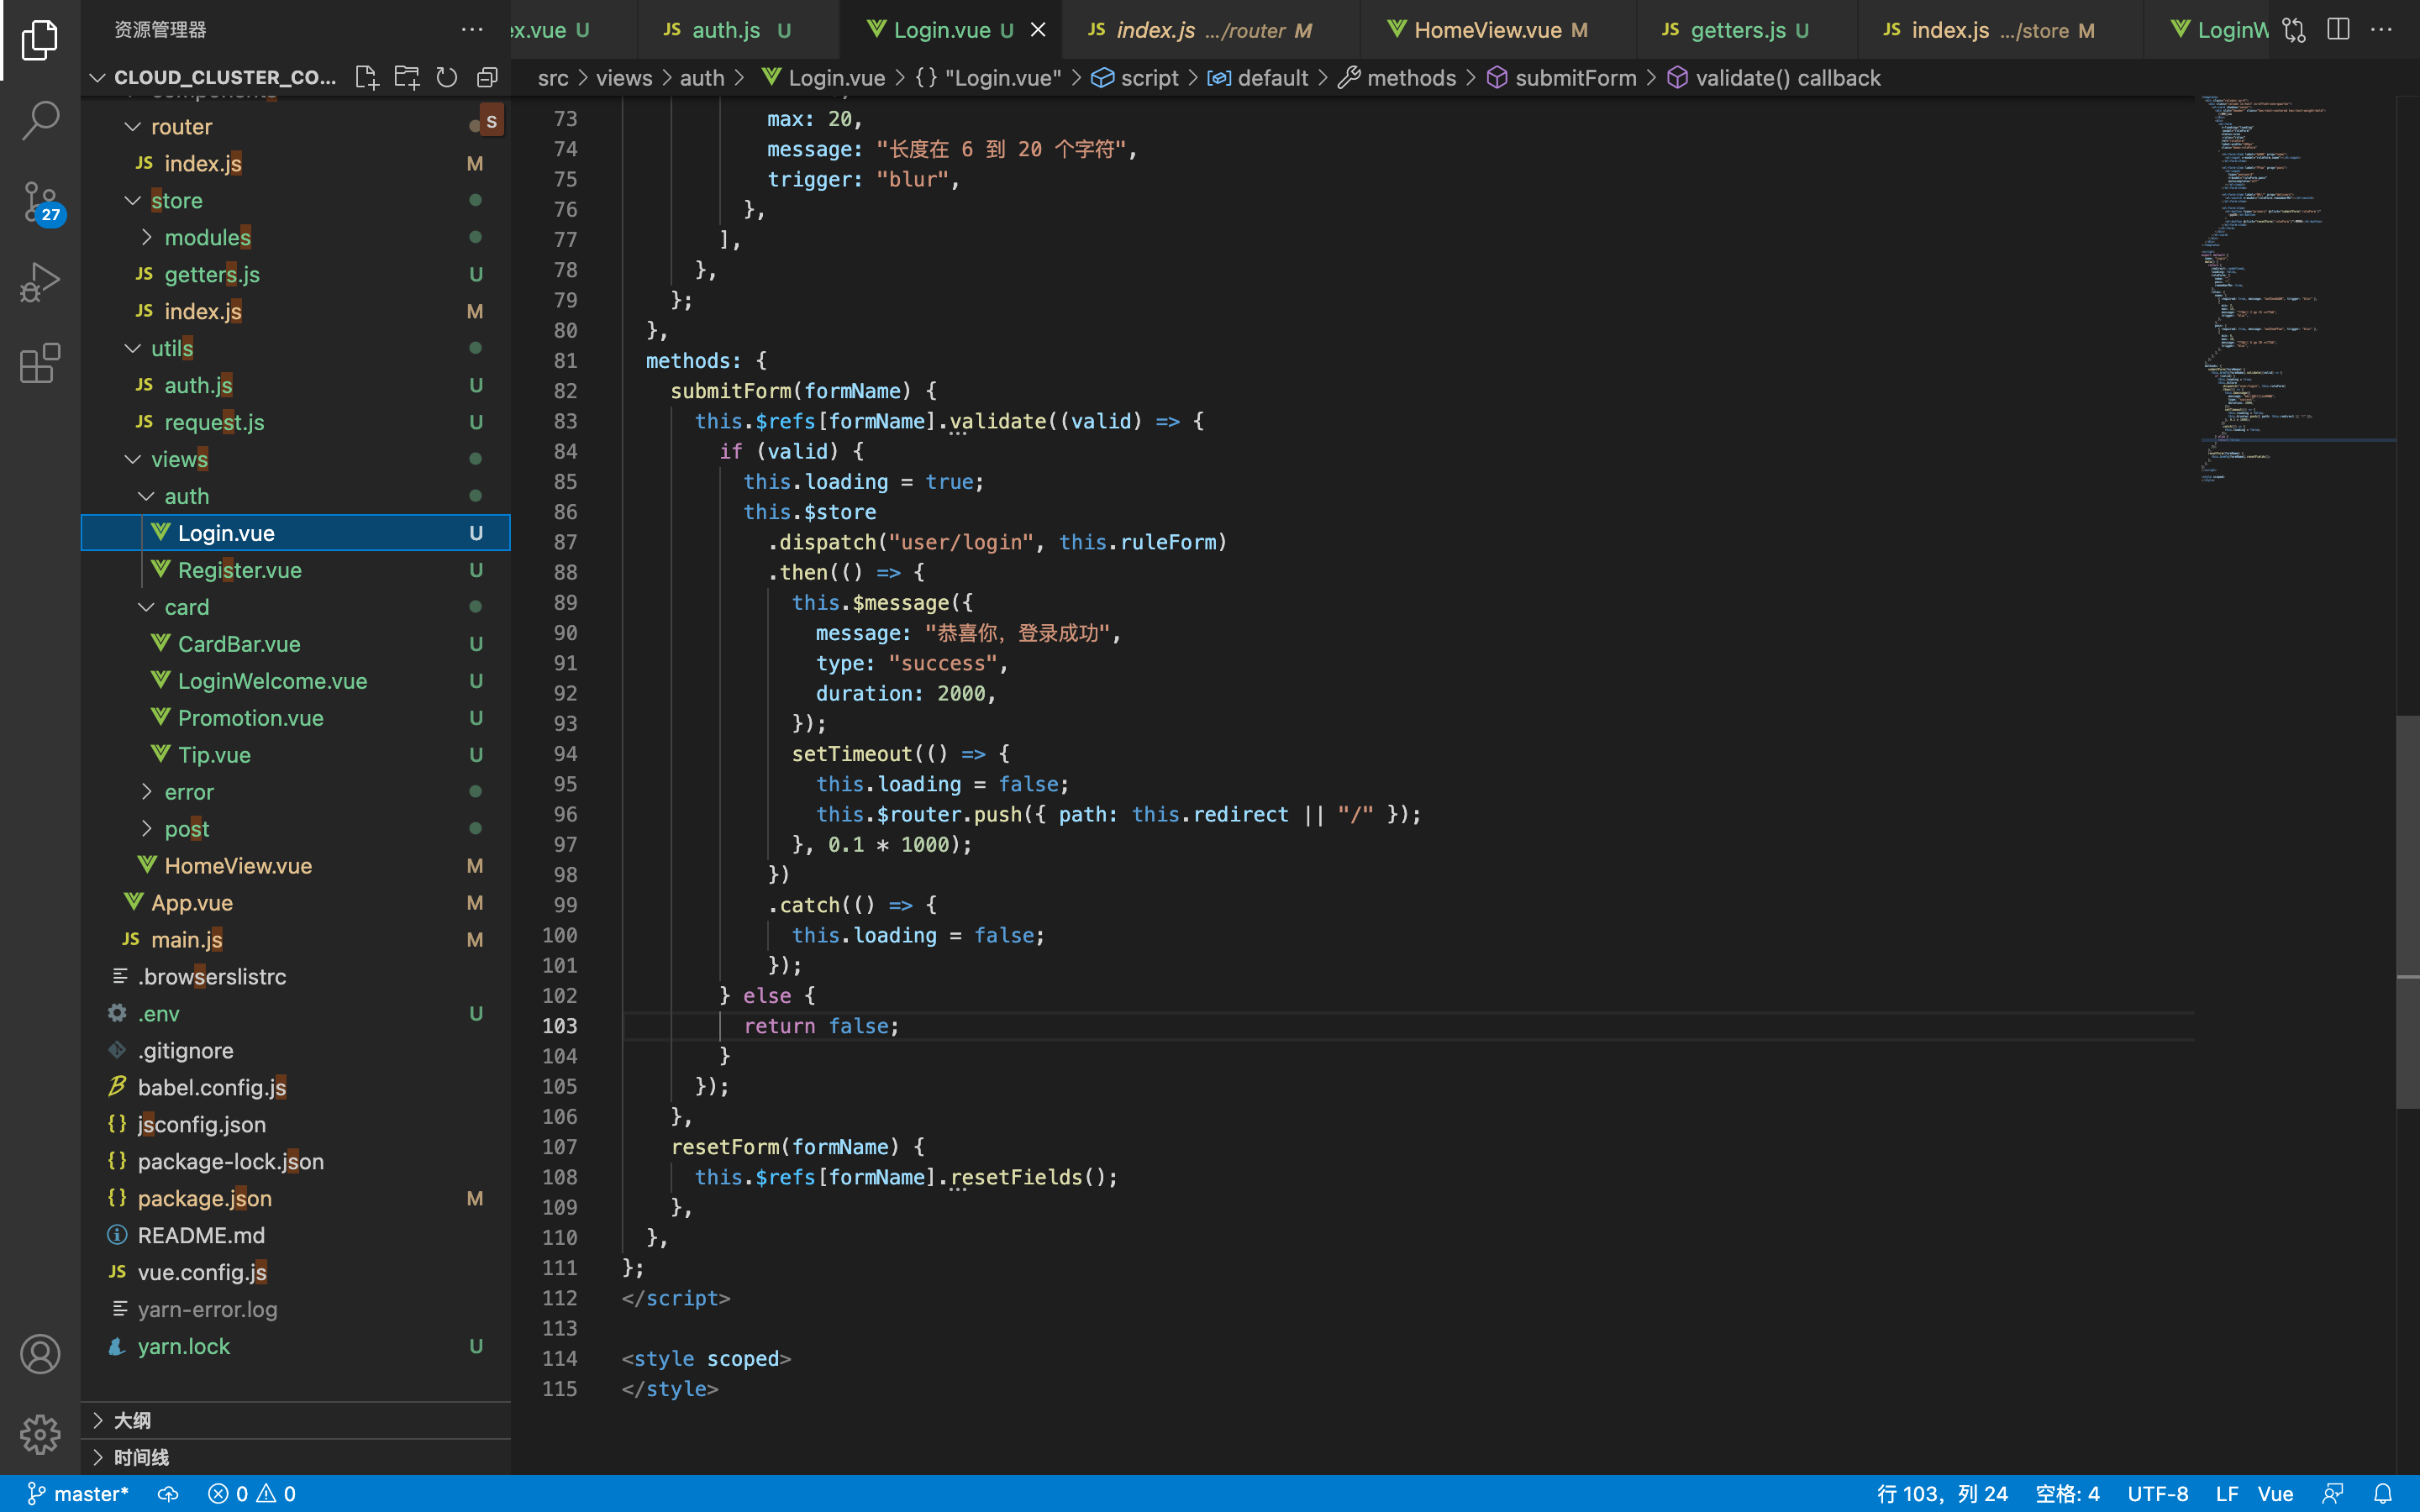 资源管理器
ex.vue U
JS auth.js U
Login.vue U
JS index.js .../router M
HomeView.vue M
JS getters.js U
JS index.js .../store M
LoginW
CLOUD_CLUSTER_CO...
src > views > auth > Login.vue > {} "Login.vue" > script > default > methods > submitForm > validate() callback
components
router
S
JS index.js M
store
modules
JS getters.js U
JS index.js M
utils
JS auth.js U
JS request.js U
views
auth
Login.vue U
Register.vue U
card
CardBar.vue U
LoginWelcome.vue U
Promotion.vue U
Tip.vue U
error
post
HomeView.vue M
App.vue M
JS main.js M
.browserslistrc
.env U
.gitignore
babel.config.js
{} jsconfig.json
{} package-lock.json
{} package.json M
README.md
JS vue.config.js
yarn-error.log
yarn.lock U
大纲
时间线
27
73 max: 20,
74 message: "长度在 6 到 20 个字符",
75 trigger: "blur",
76 },
77 ],
78 },
79 };
80 },
81 methods: {
82 submitForm(formName) {
83 this.$refs[formName].validate((valid) => {
84 if (valid) {
85 this.loading = true;
86 this.$store
87 .dispatch("user/login", this.ruleForm)
88 .then(() => {
89 this.$message({
90 message: "恭喜你，登录成功",
91 type: "success",
92 duration: 2000,
93 });
94 setTimeout(() => {
95 this.loading = false;
96 this.$router.push({ path: this.redirect || "/" });
97 }, 0.1 * 1000);
98 })
99 .catch(() => {
100 this.loading = false;
101 });
102 } else {
103 return false;
104 }
105 });
106 },
107 resetForm(formName) {
108 this.$refs[formName].resetFields();
109 },
110 },
111 };
112 </script>
113
114 <style scoped>
115 </style>
master* 0 0
行 103，列 24 空格: 4 UTF-8 LF Vue